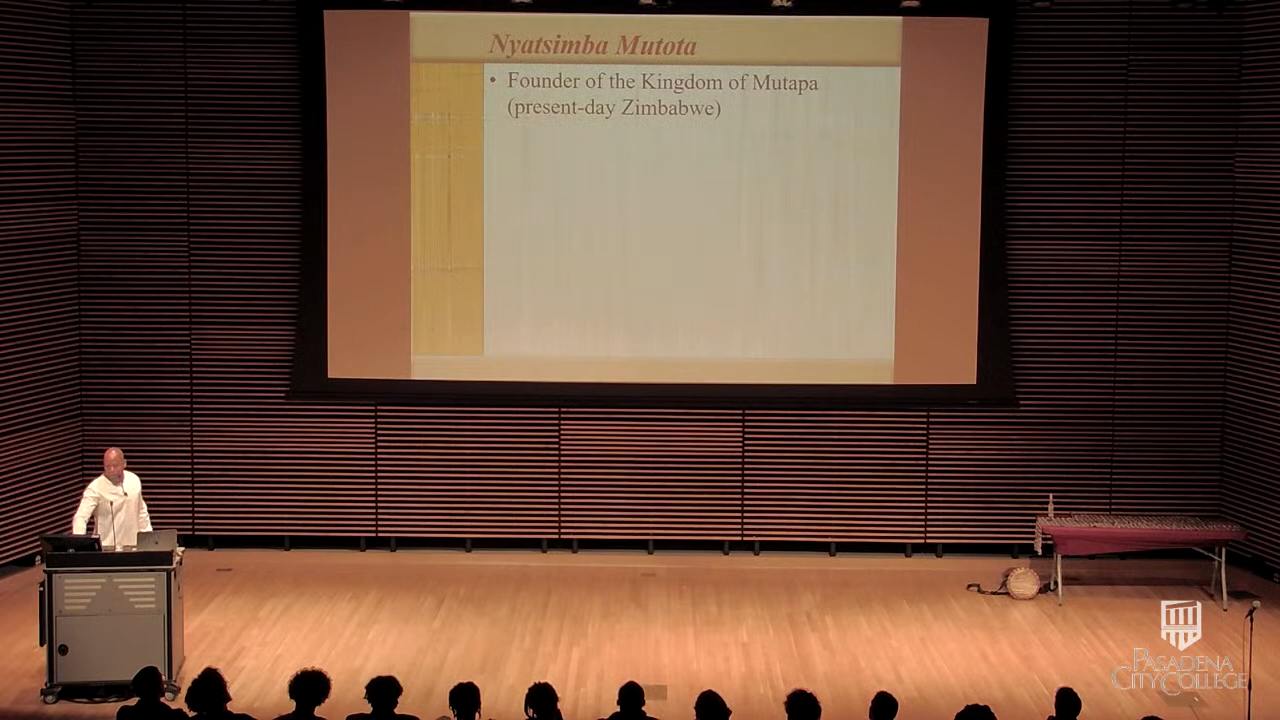 Nyatsimba Mutota
• Founder of the Kingdom of Mutapa
(present-day Zimbabwe)
PASADENA
CITY COLLEGE